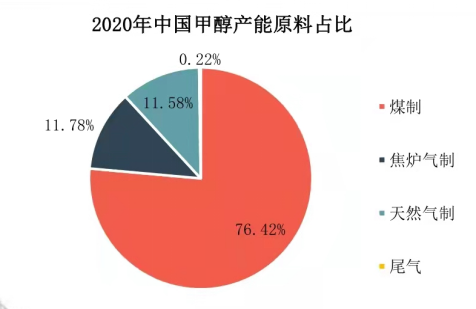 2020年中国甲醇产能原料占比
0.22%
11.58%
11.78%
76.42%
煤制
焦炉气制
天然气制
尾气